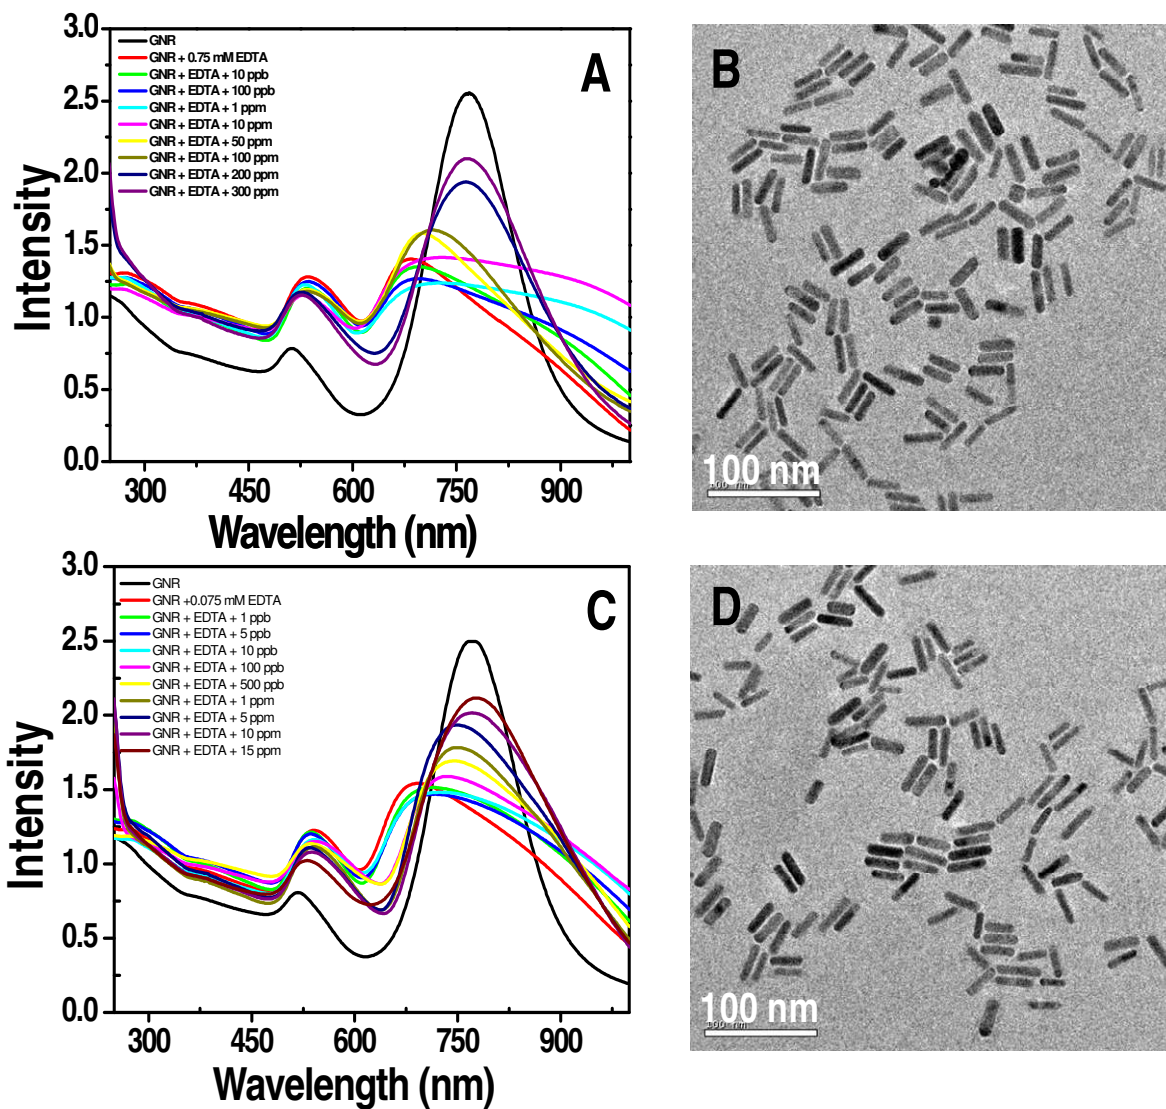 3.0
2.5
2.0
1.5
1.0
0.5
0.0
Intensity
GNR
GNR + 0.75 mM EDTA
GNR + EDTA + 10 ppb
GNR + EDTA + 100 ppb
GNR + EDTA + 1 ppm
GNR + EDTA + 10 ppm
GNR + EDTA + 50 ppm
GNR + EDTA + 100 ppm
GNR + EDTA + 200 ppm
GNR + EDTA + 300 ppm
A
300 450 600 750 900
Wavelength (nm)
B
100 nm
100 nm
3.0
2.5
2.0
1.5
1.0
0.5
0.0
Intensity
GNR
GNR +0.075 mM EDTA
GNR + EDTA + 1 ppb
GNR + EDTA + 5 ppb
GNR + EDTA + 10 ppb
GNR + EDTA + 100 ppb
GNR + EDTA + 500 ppb
GNR + EDTA + 1 ppm
GNR + EDTA + 5 ppm
GNR + EDTA + 10 ppm
GNR + EDTA + 15 ppm
C
300 450 600 750 900
Wavelength (nm)
D
100 nm
100 nm